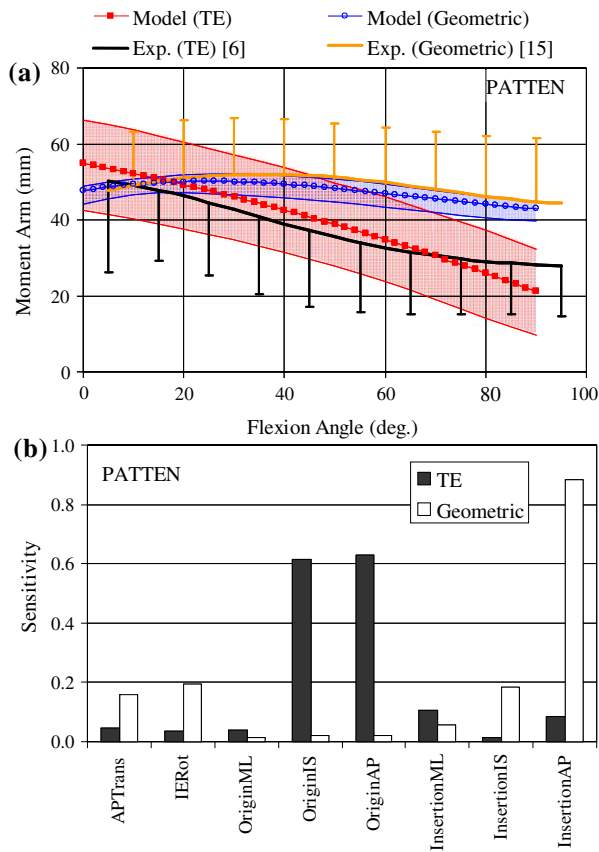 Model (TE) Model (Geometric)
Exp. (TE) [6] Exp. (Geometric) [15]
(a)
PATTEN
Moment Arm (mm)
80
60
40
20
0
0 20 40 60 80 100
Flexion Angle (deg.)
(b)
PATTEN
TE
Geometric
Sensitivity
1.0
0.8
0.6
0.4
0.2
0.0
APTrans
IERot
OriginML
OriginIS
OriginAP
InsertionML
InsertionIS
InsertionAP